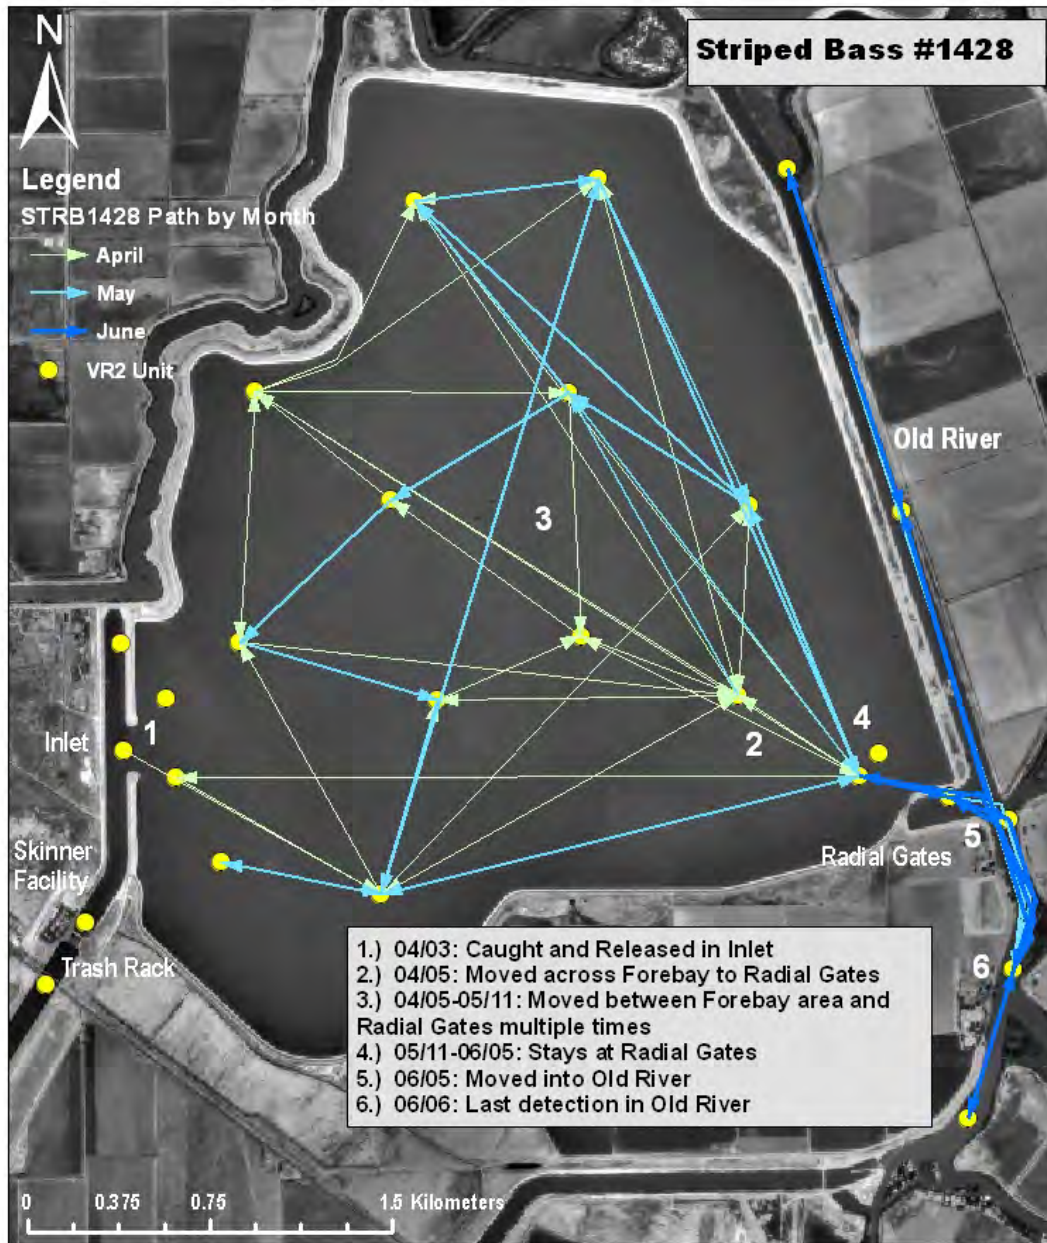 Striped Bass #1428
N
Legend
STRB1428 Path by Month
April
May
June
VR2 Unit
Old River
3
1
Inlet
4
2
Skinner
Facility
Radial Gates
5
Trash Rack
6
1.) 04/03: Caught and Released in Inlet
2.) 04/05: Moved across Forebay to Radial Gates
3.) 04/05-05/11: Moved between Forebay area and
Radial Gates multiple times
4.) 05/11-06/05: Stays at Radial Gates
5.) 06/05: Moved into Old River
6.) 06/06: Last detection in Old River
0 0.375 0.75 1.5 Kilometers